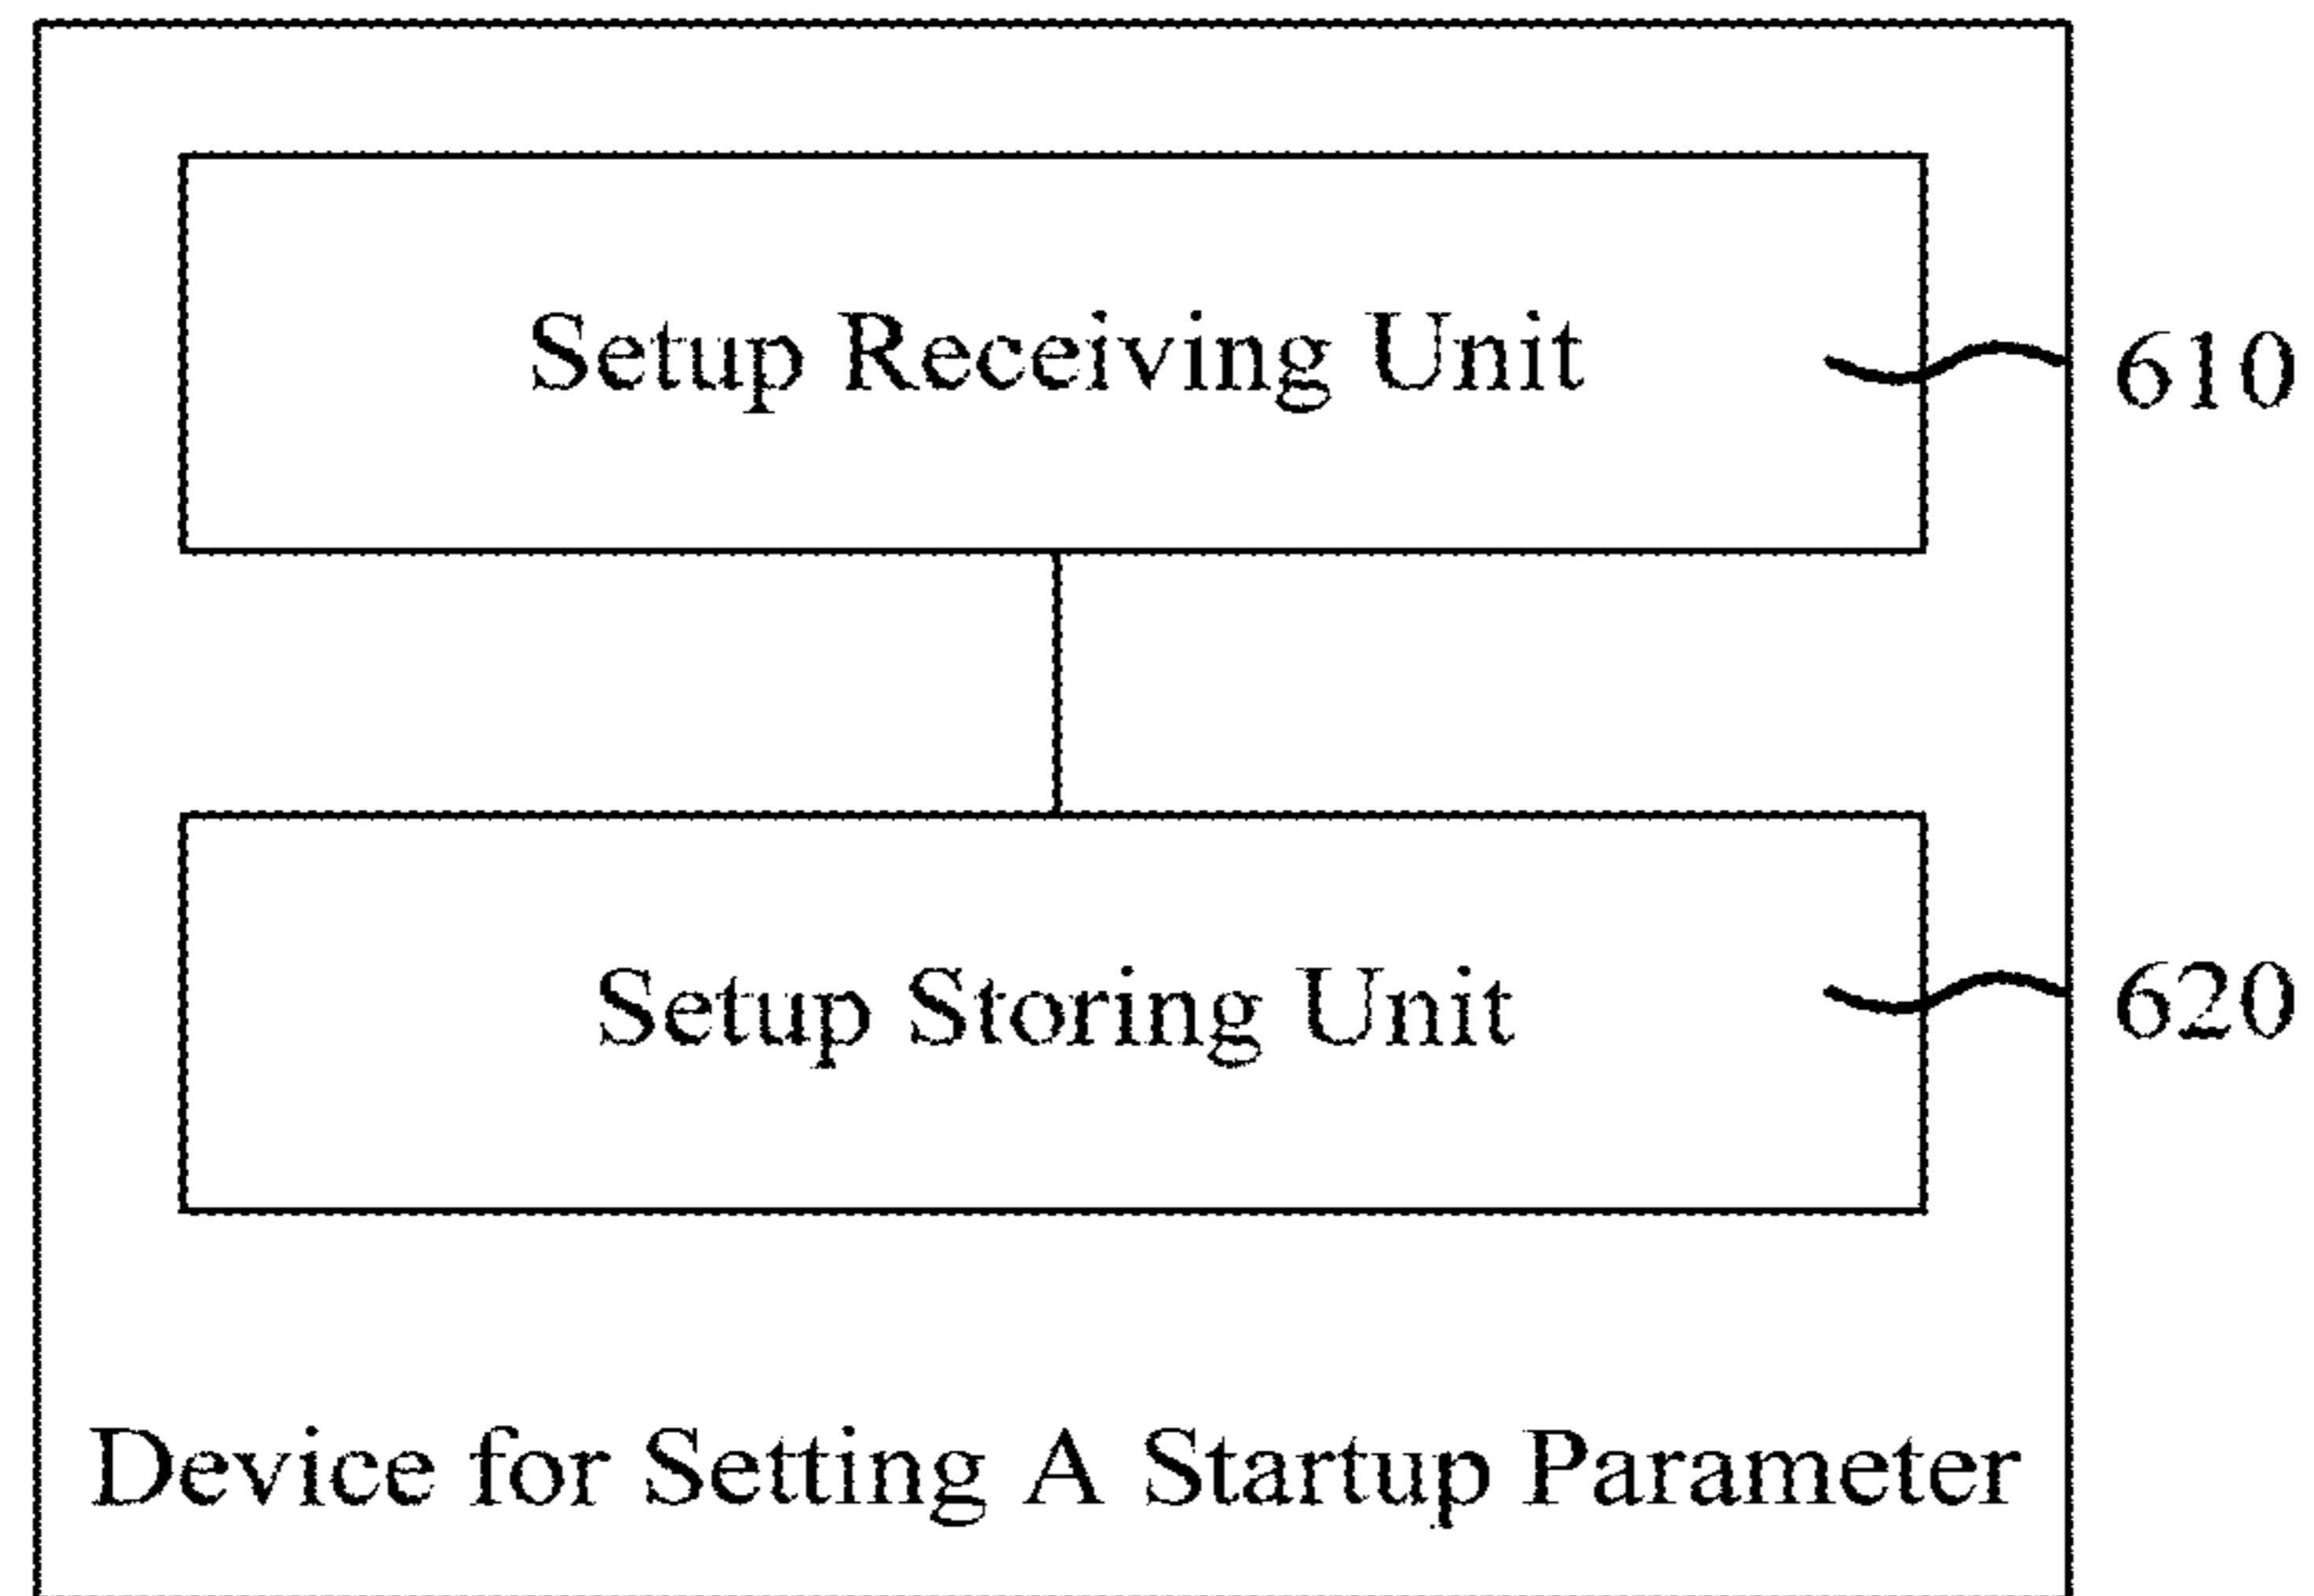 Setup Receiving Unit
610
Setup Storing Unit
620
Device for Setting A Startup Parameter